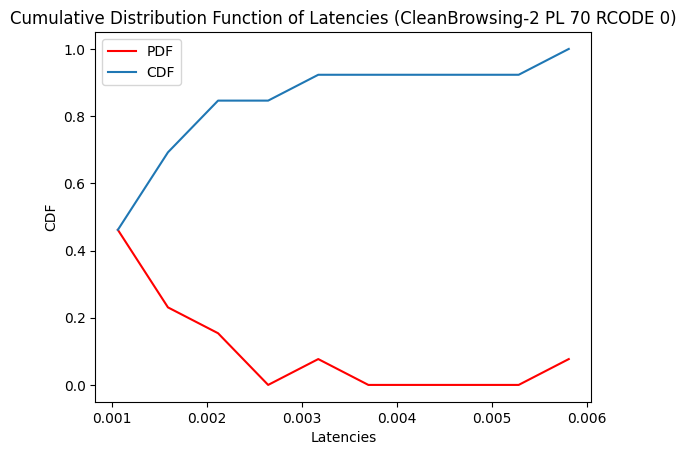 Cumulative Distribution Function of Latencies (CleanBrowsing-2 PL 70 RCODE 0)
PDF
CDF
1.0
0.8
0.6
0.4
0.2
0.0
CDF
0.001 0.002 0.003 0.004 0.005 0.006
Latencies